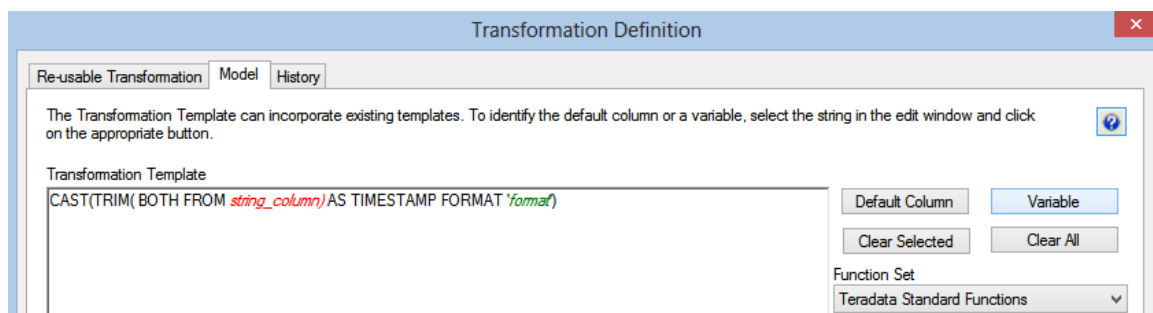 Transformation Definition
Re-usable Transformation Model History
The Transformation Template can incorporate existing templates. To identify the default column or a variable, select the string in the edit window and click
on the appropriate button.
Transformation Template
CAST(TRIM( BOTH FROM string_column) AS TIMESTAMP FORMAT 'format')
Default Column Variable
Clear Selected Clear All
Function Set
Teradata Standard Functions